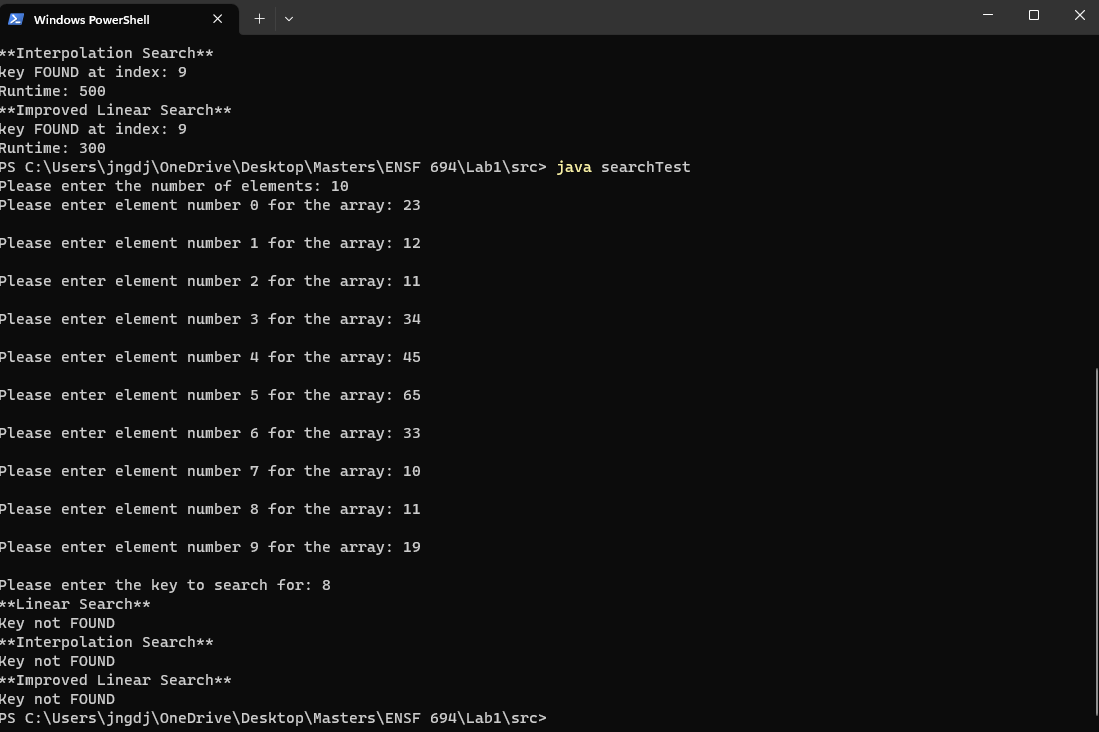 Windows PowerShell
**Interpolation Search**
key FOUND at index: 9
Runtime: 500
**Improved Linear Search**
key FOUND at index: 9
Runtime: 300
PS C:\Users\jngdj\OneDrive\Desktop\Masters\ENSF 694\Lab1\src> java searchTest
Please enter the number of elements: 10
Please enter element number 0 for the array: 23
Please enter element number 1 for the array: 12
Please enter element number 2 for the array: 11
Please enter element number 3 for the array: 34
Please enter element number 4 for the array: 45
Please enter element number 5 for the array: 65
Please enter element number 6 for the array: 33
Please enter element number 7 for the array: 10
Please enter element number 8 for the array: 11
Please enter element number 9 for the array: 19
Please enter the key to search for: 8
**Linear Search**
Key not FOUND
**Interpolation Search**
Key not FOUND
**Improved Linear Search**
Key not FOUND
PS C:\Users\jngdj\OneDrive\Desktop\Masters\ENSF 694\Lab1\src>